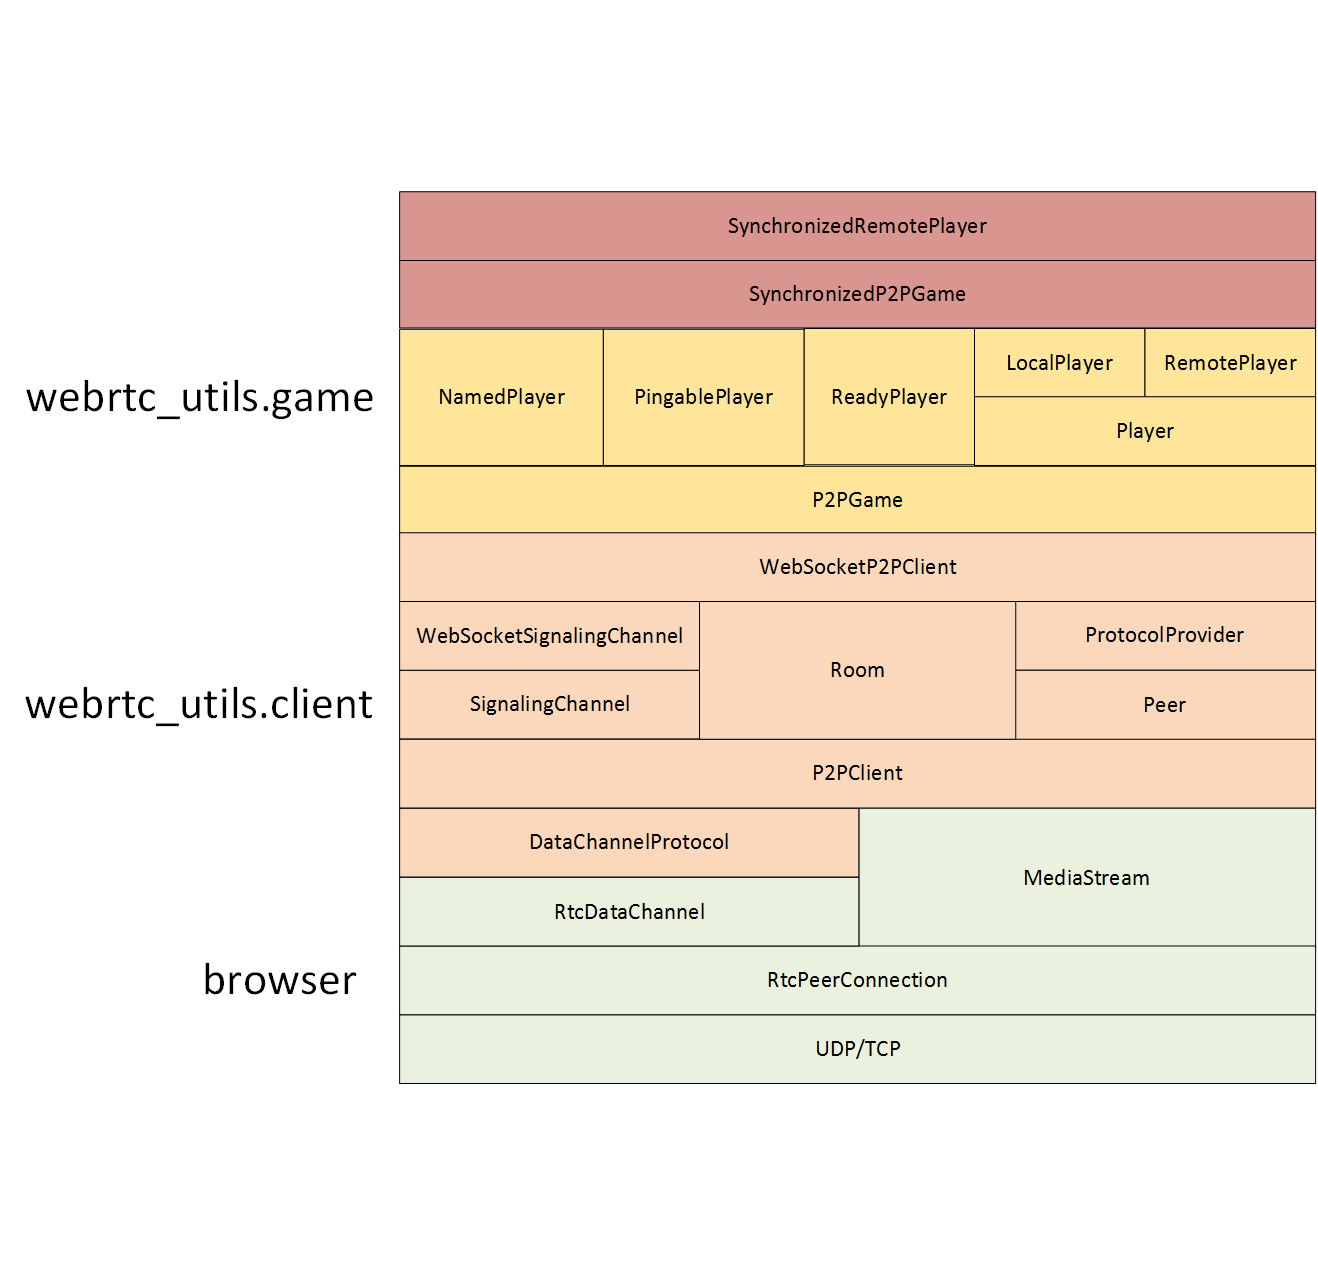 SynchronizedRemotePlayer
SynchronizedP2PGame
webrtc_utils.game
NamedPlayer
PingablePlayer
ReadyPlayer
LocalPlayer
RemotePlayer
Player
P2PGame
WebSocketP2PClient
webrtc_utils.client
WebSocketSignalingChannel
SignalingChannel
Room
ProtocolProvider
Peer
P2PClient
DataChannelProtocol
RtcDataChannel
MediaStream
browser
RtcPeerConnection
UDP/TCP